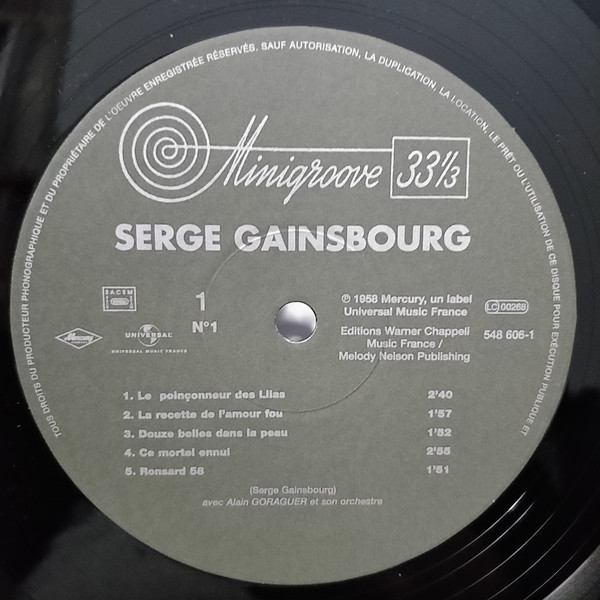 TOUS DROITS DU PRODUCTEUR PHONOGRAPHIQUE ET DU PROPRIÉTAIRE DE L'OEUVRE ENREGISTRÉE RÉSERVÉS. SAUF AUTORISATION, LA DUPLICATION, LA LOCATION, LE PRÊT OU L'UTILISATION DE CE DISQUE POUR EXÉCUTION PUBLIQUE ET
Minigroove 33⅓
SERGE GAINSBOURG
SACEM
1
N°1
℗ 1958 Mercury, un label
Universal Music France
LC 00268
Mercury
UNIVERSAL
UNIVERSAL MUSIC FRANCE
Editions Warner Chappell
Music France /
Melody Nelson Publishing
548 606-1
1. Le poinçonneur des Lilas 2'40
2. La recette de l'amour fou 1'57
3. Douze belles dans la peau 1'52
4. Ce mortel ennui 2'55
5. Ronsard 58 1'51
(Serge Gainsbourg)
avec Alain GORAGUER et son orchestre